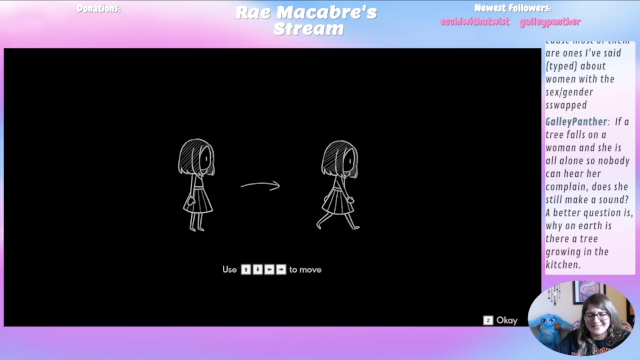 Donations:
Rae Macabre's
Stream
Newest Followers:
ecchiwithatwist galleypanther
cause most of them
are ones I've said
(typed) about
women with the
sex/gender
sswapped
GalleyPanther: If a
tree falls on a
woman and she is
all alone so nobody
can hear her
complain, does she
still make a sound?
A better question is,
why on earth is
there a tree
growing in the
kitchen.
Use to move
Z Okay